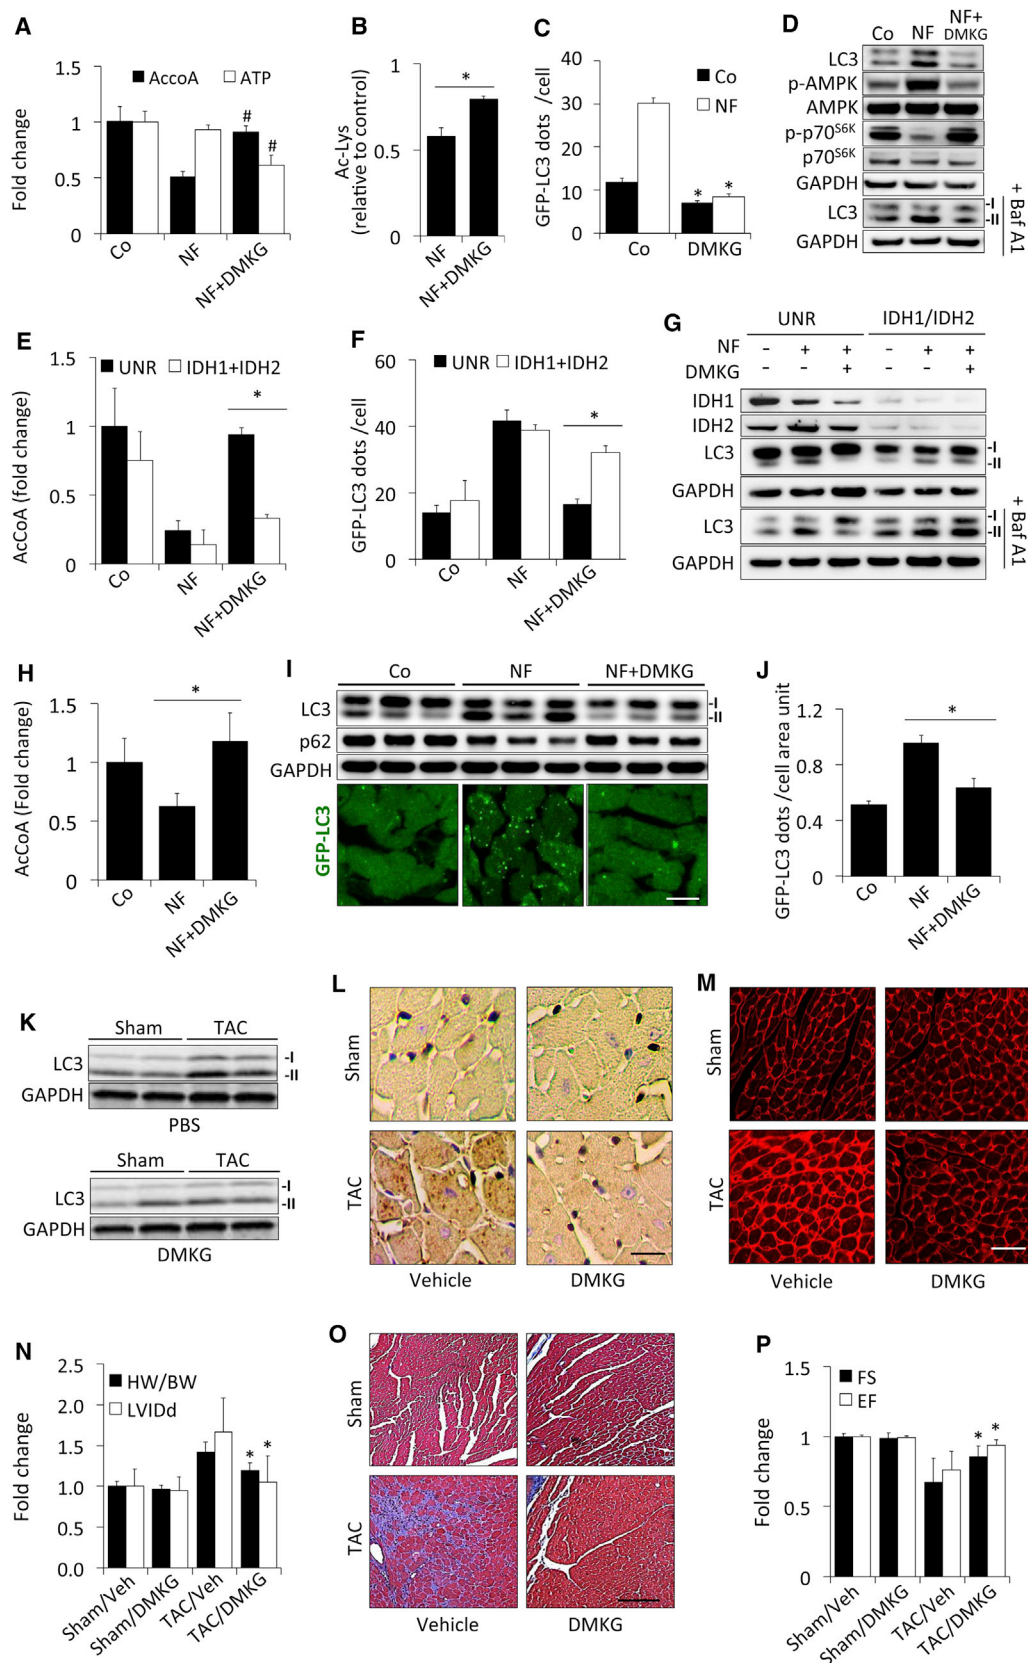 A
1.5
1
0.5
0
Fold change
AccoA
ATP
#
#
Co
NF
NF+DMKG
B
1
0.5
0
Ac-Lys
(relative to control)
*
NF
NF+DMKG
C
40
30
20
10
0
GFP-LC3 dots /cell
Co
NF
*
*
Co
DMKG
D
Co
NF
NF+
DMKG
LC3
p-AMPK
AMPK
p-p70S6K
p70S6K
GAPDH
LC3
-I
-II
GAPDH
+ Baf A1
E
1.5
1
0.5
0
AcCoA (fold change)
UNR
IDH1+IDH2
*
Co
NF
NF+DMKG
F
60
40
20
0
GFP-LC3 dots /cell
UNR
IDH1+IDH2
*
Co
NF
NF+DMKG
G
UNR
IDH1/IDH2
NF - + + - + +
DMKG - - + - - +
IDH1
IDH2
LC3
-I
-II
GAPDH
LC3
-I
-II
GAPDH
+ Baf A1
H
1.5
1
0.5
0
AcCoA (Fold change)
*
Co
NF
NF+DMKG
I
Co
NF
NF+DMKG
LC3
-I
-II
p62
GAPDH
GFP-LC3
J
1.2
0.8
0.4
0
GFP-LC3 dots /cell area unit
*
Co
NF
NF+DMKG
K
Sham
TAC
LC3
-I
-II
GAPDH
PBS
Sham
TAC
LC3
-I
-II
GAPDH
DMKG
L
Sham
TAC
Vehicle
DMKG
M
Sham
TAC
Vehicle
DMKG
N
2.5
2.0
1.5
1.0
0.5
0.0
Fold change
HW/BW
LVIDd
*
*
Sham/Veh
Sham/DMKG
TAC/Veh
TAC/DMKG
O
Sham
TAC
Vehicle
DMKG
P
1.5
1
0.5
0
Fold change
FS
EF
*
*
Sham/Veh
Sham/DMKG
TAC/Veh
TAC/DMKG